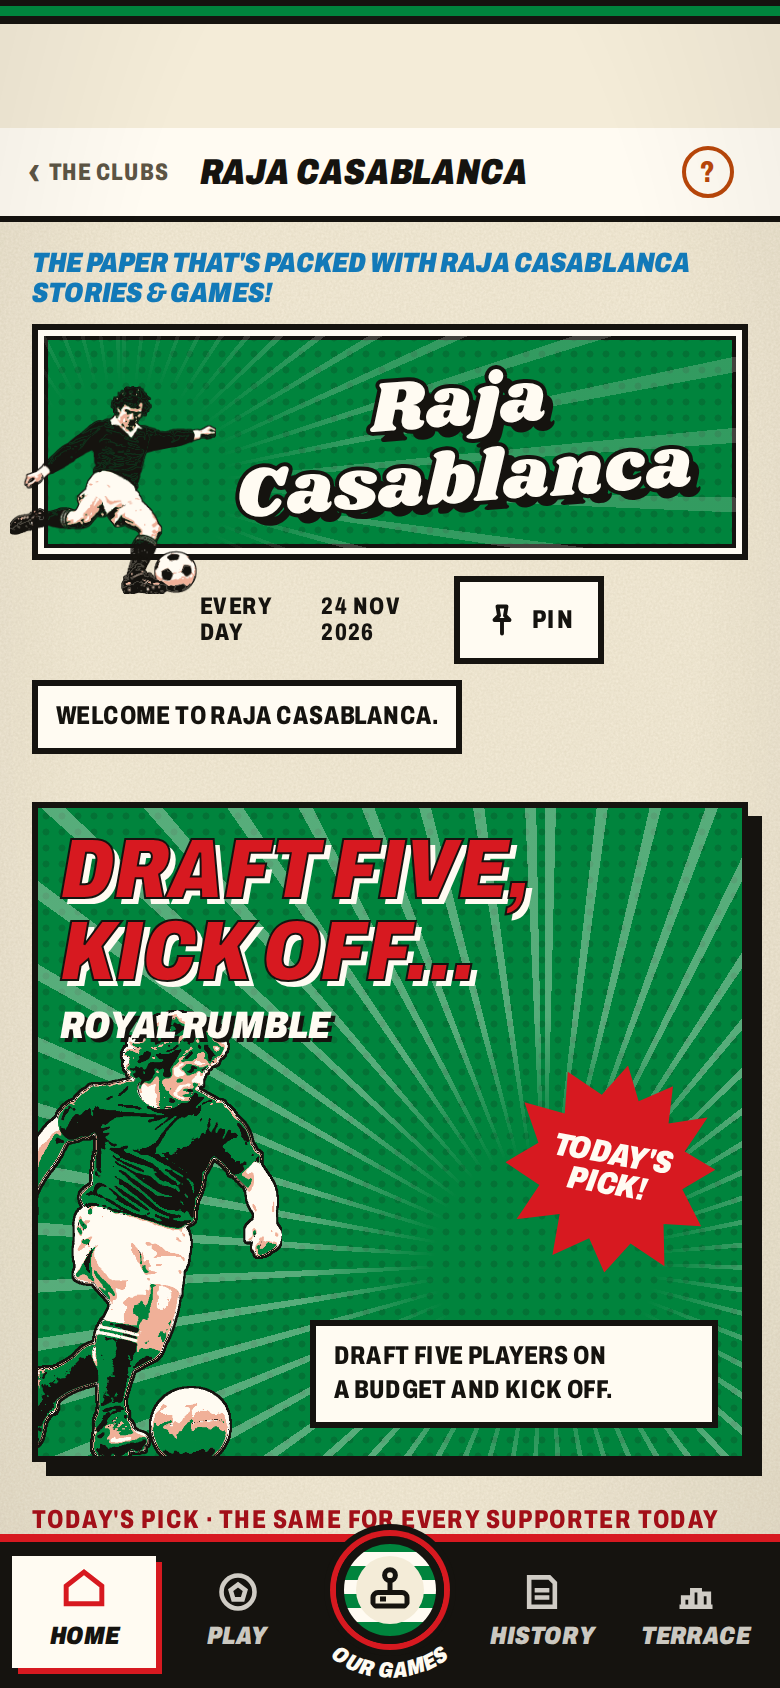 ‹ THE CLUBS
RAJA CASABLANCA
?
THE PAPER THAT'S PACKED WITH RAJA CASABLANCA
STORIES & GAMES!
Raja
Casablanca
EVERY
DAY
24 NOV
2026
PIN
WELCOME TO RAJA CASABLANCA.
DRAFT FIVE,
KICK OFF...
ROYAL RUMBLE
TODAY'S
PICK!
DRAFT FIVE PLAYERS ON
A BUDGET AND KICK OFF.
TODAY'S PICK · THE SAME FOR EVERY SUPPORTER TODAY
HOME
PLAY
OUR GAMES
HISTORY
TERRACE